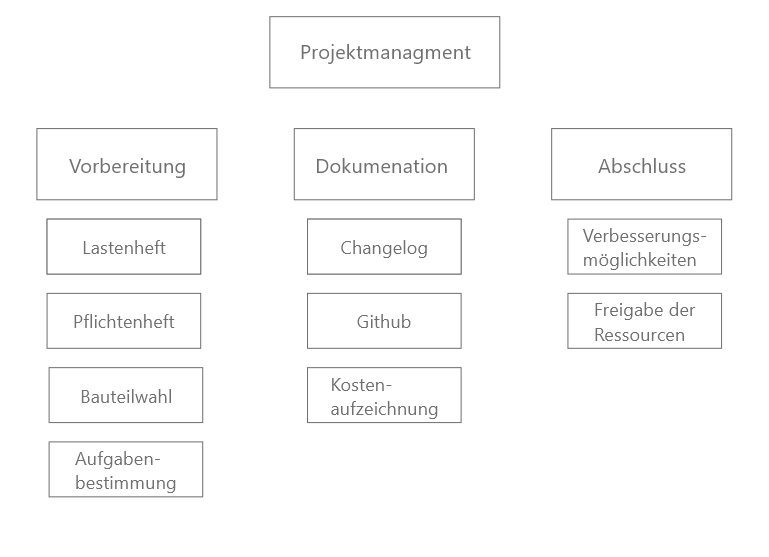 Projektmanagment
Vorbereitung
Lastenheft
Pflichtenheft
Bauteilwahl
Aufgaben-
bestimmung
Dokumenation
Changelog
Github
Kosten-
aufzeichnung
Abschluss
Verbesserungs-
möglichkeiten
Freigabe der
Ressourcen